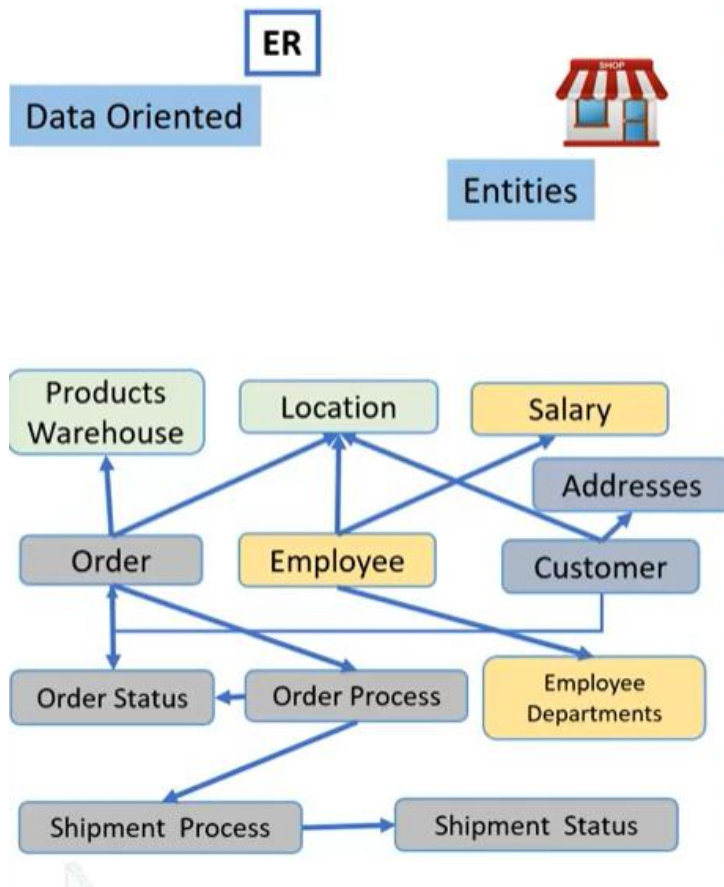 ER
Data Oriented
SHOP
Entities
Products
Warehouse
Location
Salary
Addresses
Order
Employee
Customer
Order Status
Order Process
Employee
Departments
Shipment Process
Shipment Status